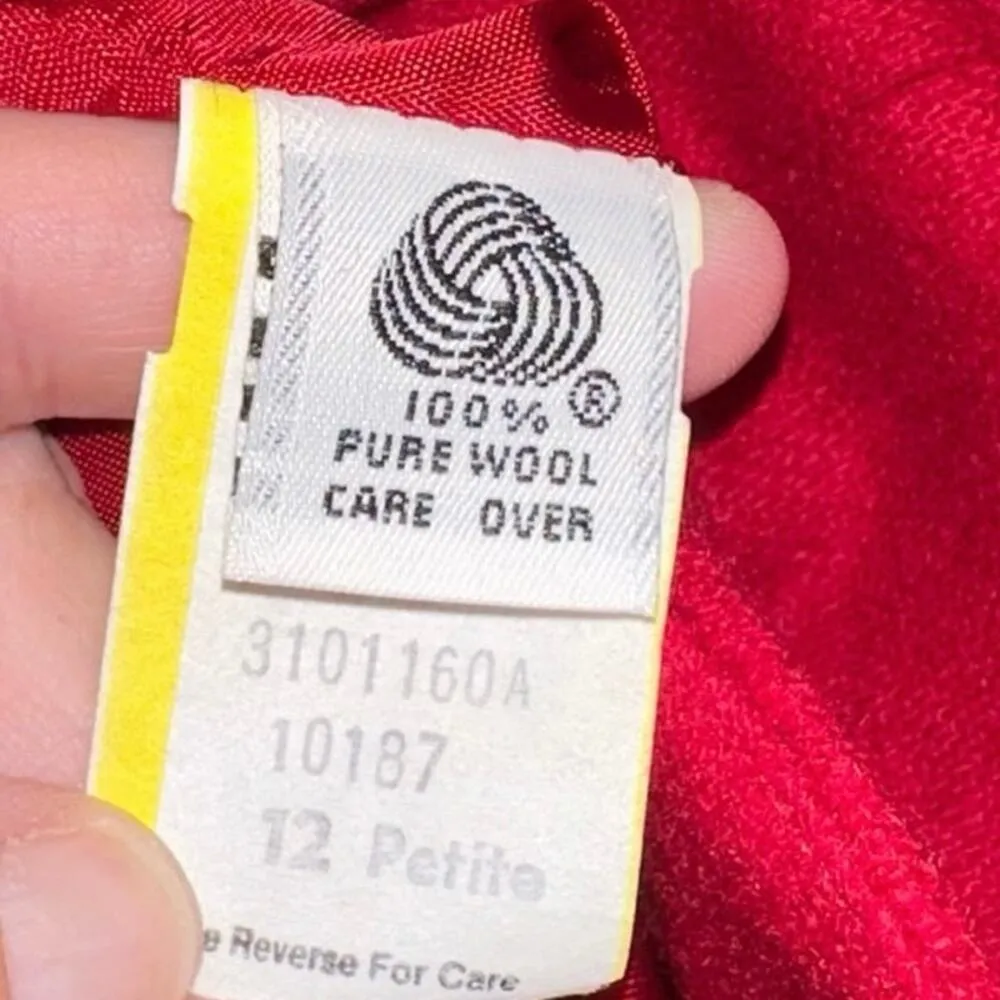 ®
100%
PURE WOOL
CARE OVER
3101160A
10187
12 Petite
Reverse For Care